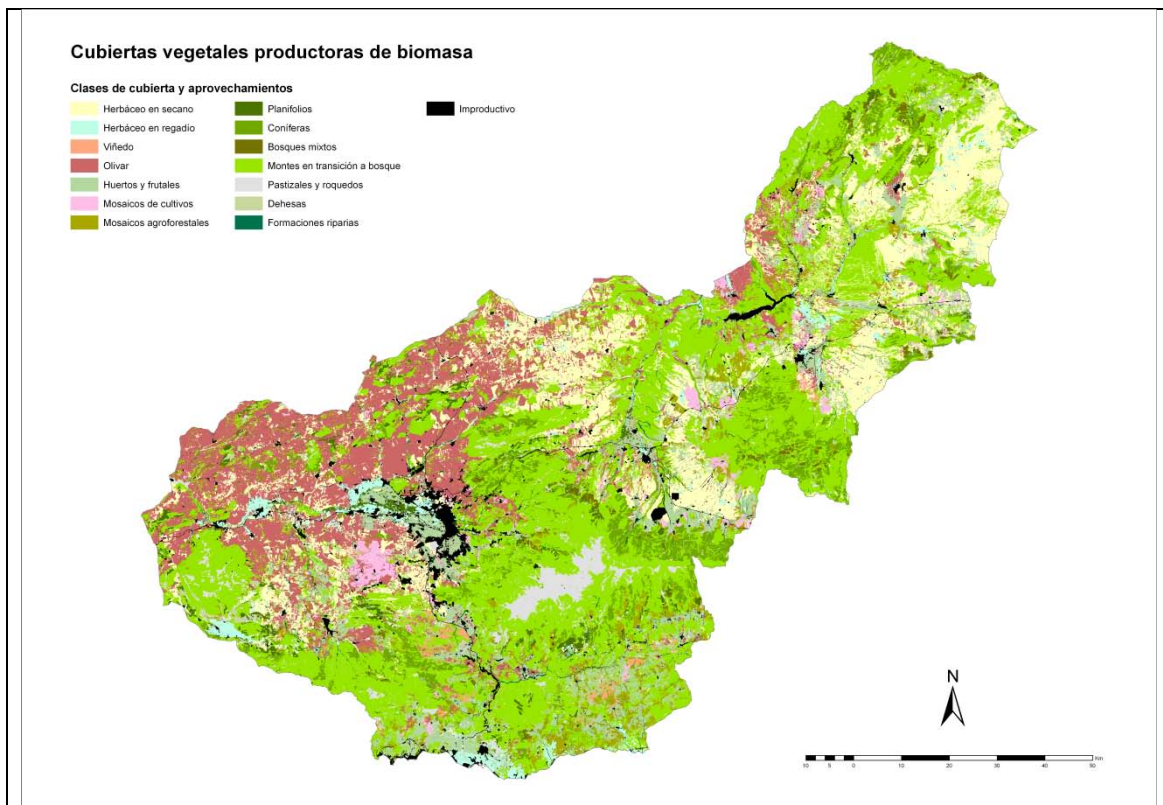 Cubiertas vegetales productoras de biomasa
Clases de cubierta y aprovechamientos
Herbáceo en secano
Herbáceo en regadío
Viñedo
Olivar
Huertos y frutales
Mosaicos de cultivos
Mosaicos agroforestales
Planifolios
Coníferas
Bosques mixtos
Montes en transición a bosque
Pastizales y roquedos
Dehesas
Formaciones riparias
Improductivo
N
10 5 0 10 20 30 40 50
Km